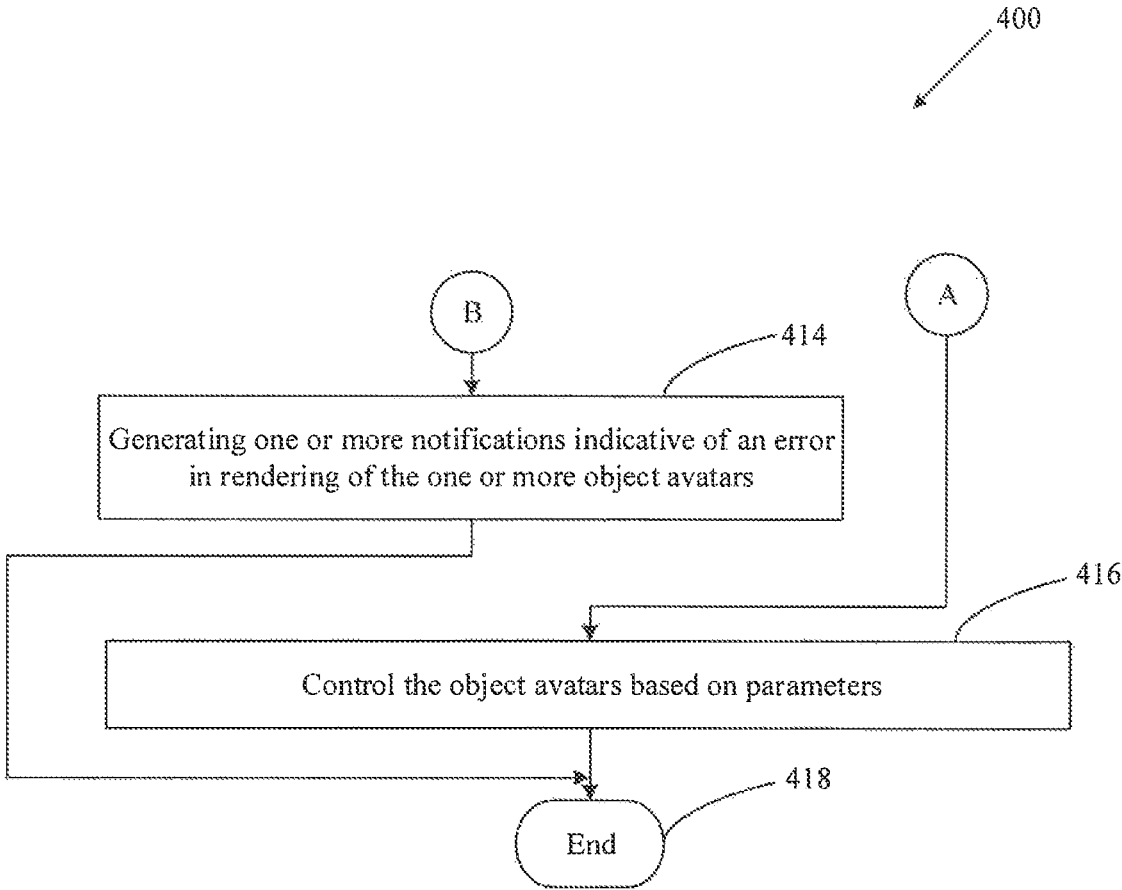 400
B
A
414
Generating one or more notifications indicative of an error
in rendering of the one or more object avatars
416
Control the object avatars based on parameters
418
End